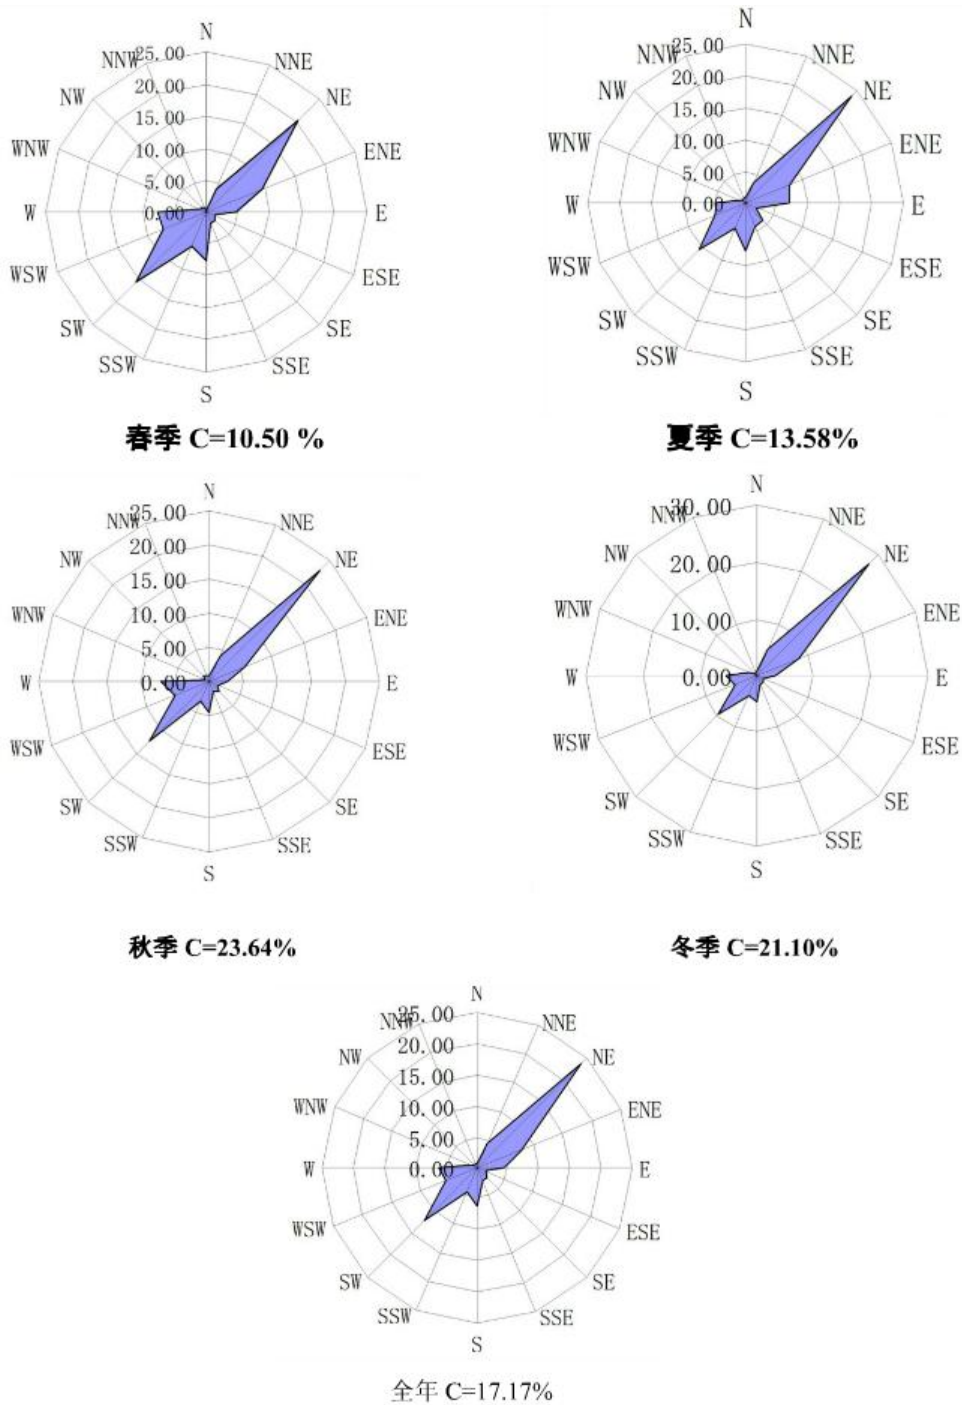 N
NNE
NE
ENE
E
ESE
SE
SSE
S
SSW
SW
WSW
W
WNW
NW
NNW
25.00
20.00
15.00
10.00
5.00
0.00
春季 C=10.50 %
N
NNE
NE
ENE
E
ESE
SE
SSE
S
SSW
SW
WSW
W
WNW
NW
NNW
25.00
20.00
15.00
10.00
5.00
0.00
夏季 C=13.58%
N
NNE
NE
ENE
E
ESE
SE
SSE
S
SSW
SW
WSW
W
WNW
NW
NNW
25.00
20.00
15.00
10.00
5.00
0.00
秋季 C=23.64%
N
NNE
NE
ENE
E
ESE
SE
SSE
S
SSW
SW
WSW
W
WNW
NW
NNW
30.00
20.00
10.00
0.00
冬季 C=21.10%
N
NNE
NE
ENE
E
ESE
SE
SSE
S
SSW
SW
WSW
W
WNW
NW
NNW
25.00
20.00
15.00
10.00
5.00
0.00
全年 C=17.17%